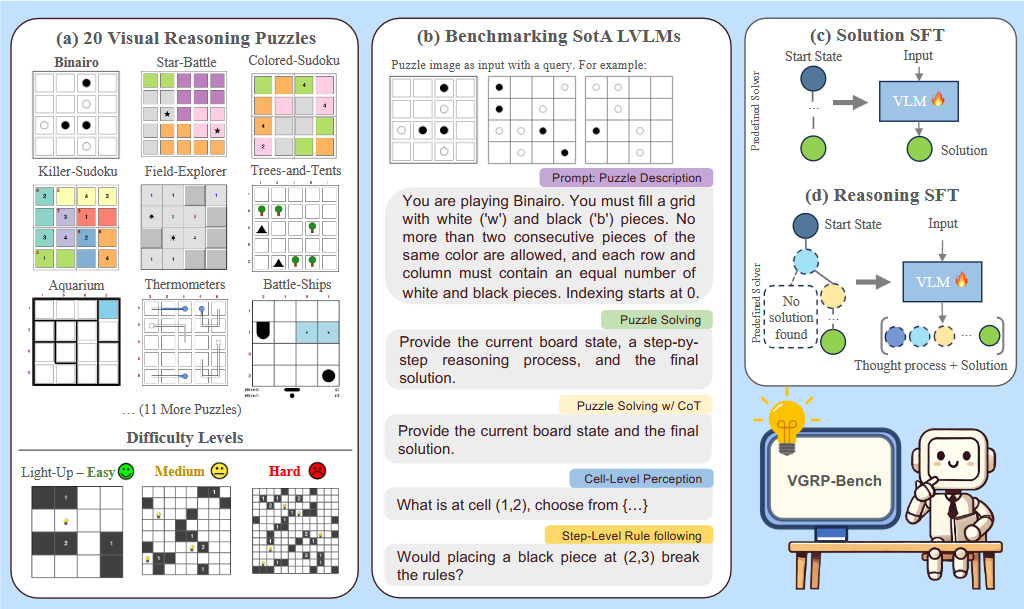 (a) 20 Visual Reasoning Puzzles
Binairo
Star-Battle
Colored-Sudoku
Killer-Sudoku
Field-Explorer
Trees-and-Tents
Aquarium
Thermometers
Battle-Ships
… (11 More Puzzles)
Difficulty Levels
Light-Up – Easy
Medium
Hard
(b) Benchmarking SotA LVLMs
Puzzle image as input with a query. For example:
Prompt: Puzzle Description
You are playing Binairo. You must fill a grid
with white ('w') and black ('b') pieces. No
more than two consecutive pieces of the
same color are allowed, and each row and
column must contain an equal number of
white and black pieces. Indexing starts at 0.
Puzzle Solving
Provide the current board state, a step-by-
step reasoning process, and the final
solution.
Puzzle Solving w/ CoT
Provide the current board state and the final
solution.
Cell-Level Perception
What is at cell (1,2), choose from {…}
Step-Level Rule following
Would placing a black piece at (2,3) break
the rules?
(c) Solution SFT
Start State
Input
Predefined Solver
...
VLM
Solution
(d) Reasoning SFT
Start State
Input
Predefined Solver
No
solution
found
...
VLM
...
Thought process + Solution
VGRP-Bench